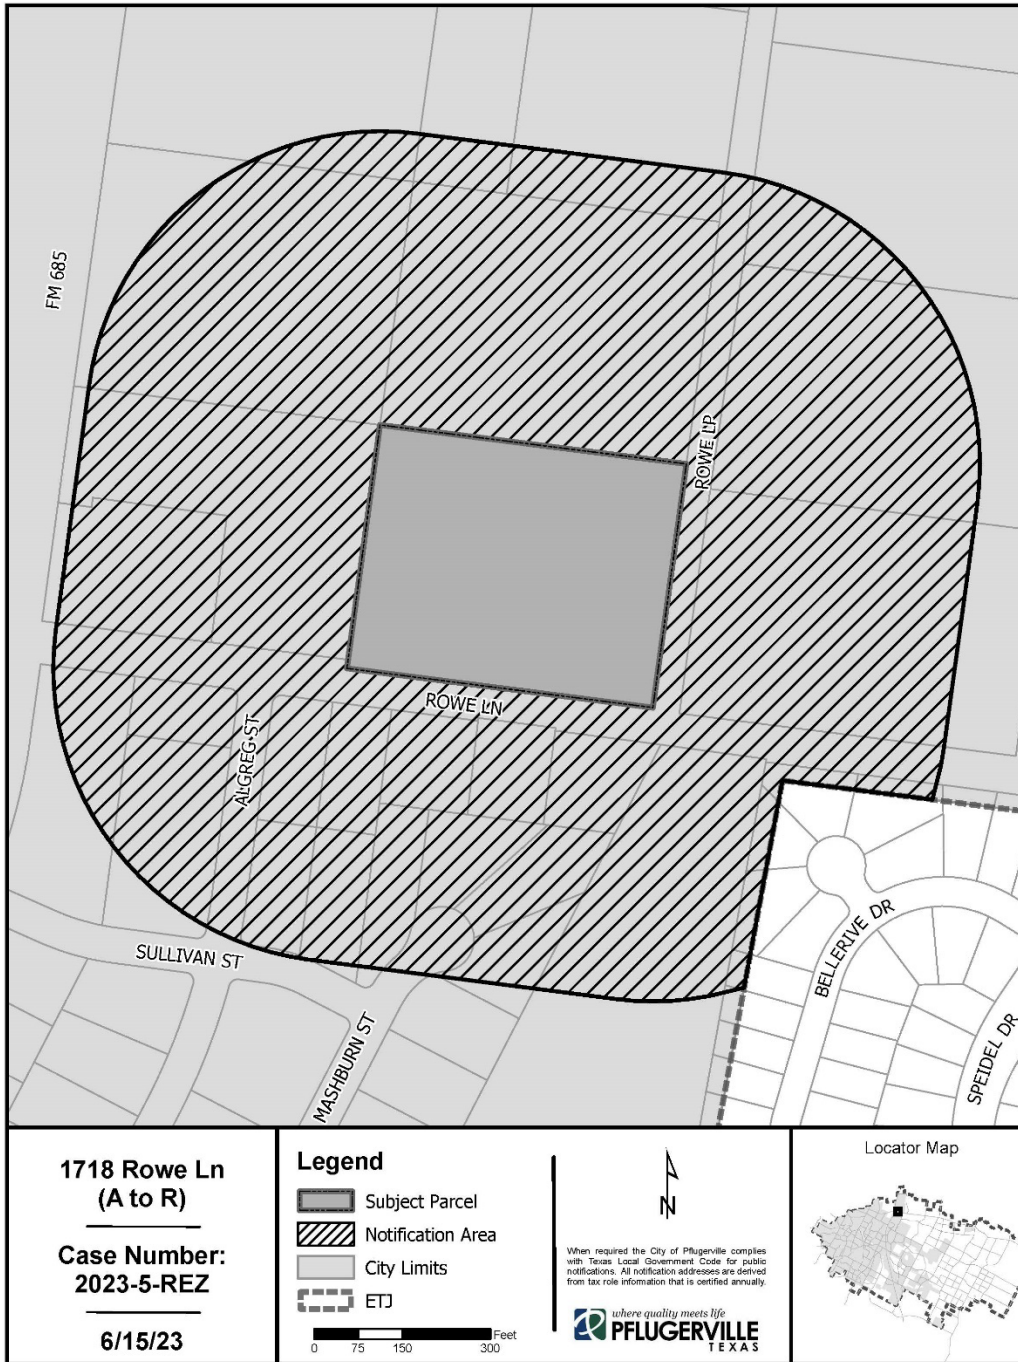 FM 685
ROWE LP
ROWE LN
ALGREG ST
SULLIVAN ST
MASHBURN ST
BELLERIVE DR
SPEIDEL DR
1718 Rowe Ln
(A to R)
Case Number:
2023-5-REZ
6/15/23
Legend
Subject Parcel
Notification Area
City Limits
ETJ
Feet
0 75 150 300
N
When required the City of Pflugerville complies
with Texas Local Government Code for public
notifications. All notification addresses are derived
from tax role information that is certified annually.
where quality meets life
PFLUGERVILLE
TEXAS
Locator Map